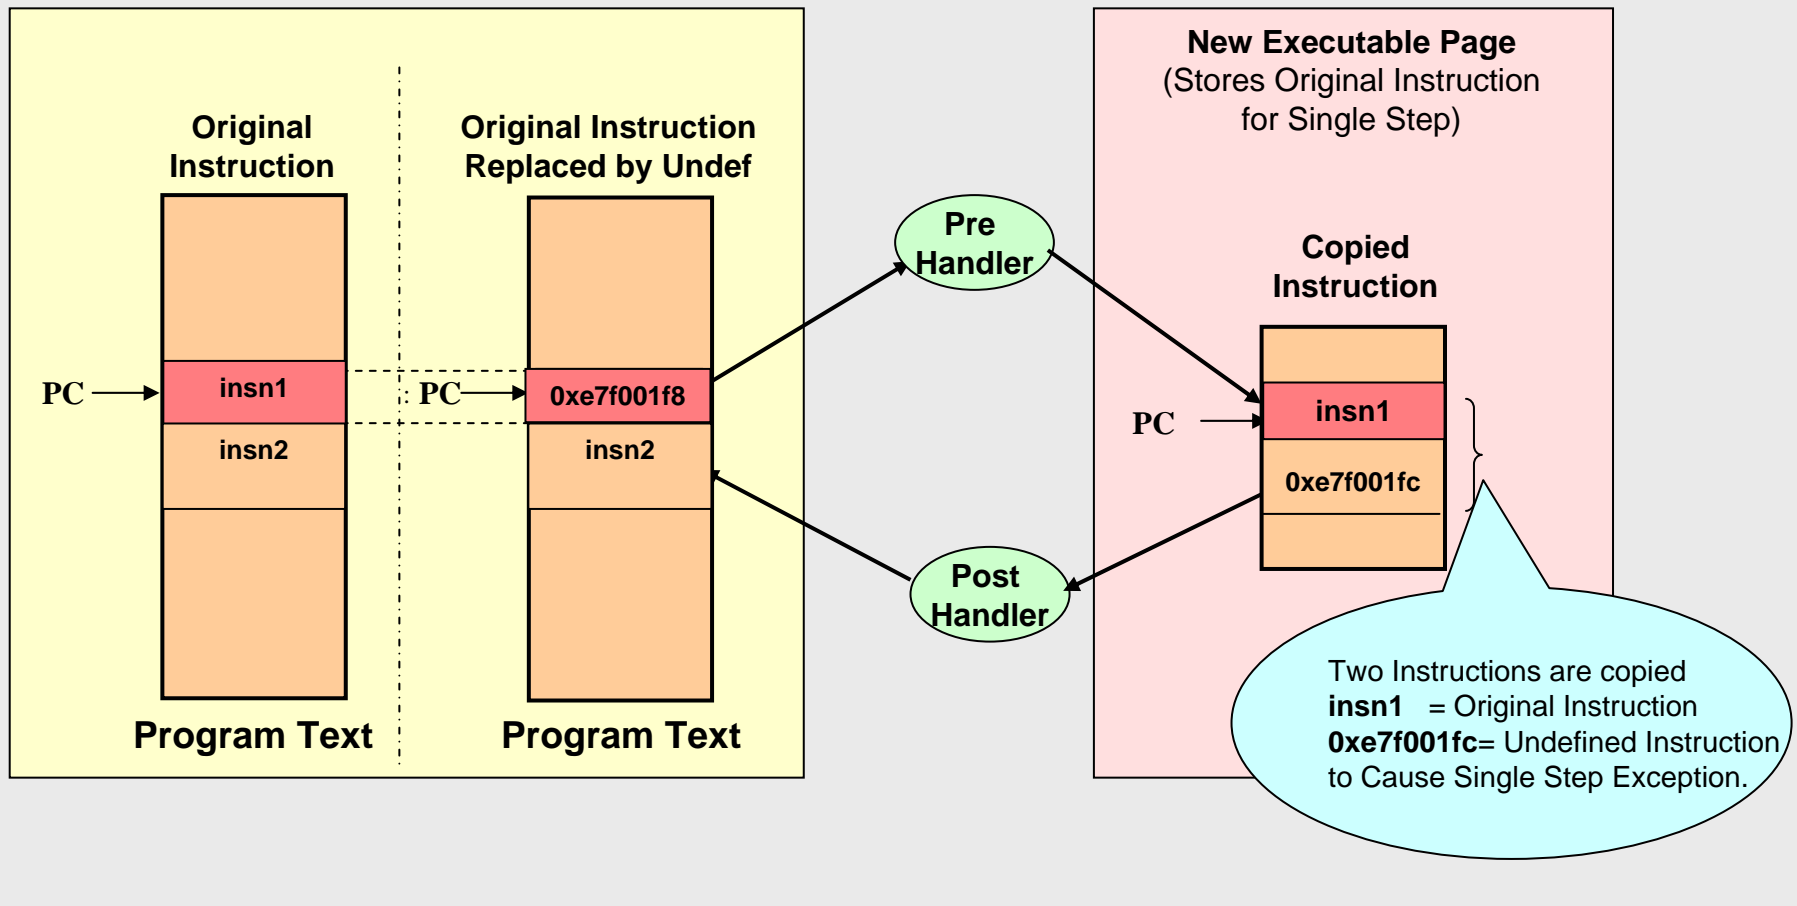 Original
Instruction
PC
insn1
insn2
Program Text
Original Instruction
Replaced by Undef
: PC
0xe7f001f8
insn2
Program Text
Pre
Handler
Post
Handler
New Executable Page
(Stores Original Instruction
for Single Step)
Copied
Instruction
PC
insn1
0xe7f001fc
Two Instructions are copied
insn1 = Original Instruction
0xe7f001fc= Undefined Instruction
to Cause Single Step Exception.